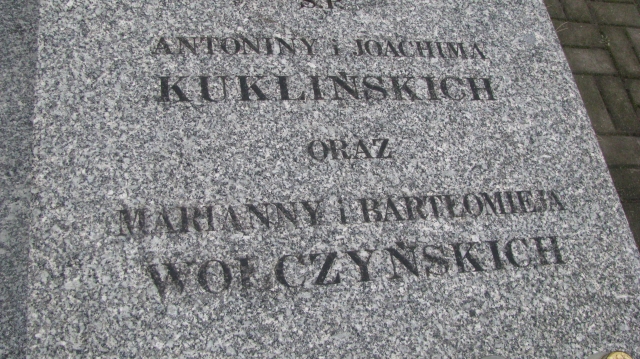 Ś.P.
ANTONINY i JOACHIMA
KUKLIŃSKICH
ORAZ
MARIANNY i BARTŁOMIEJA
WOLCZYŃSKICH